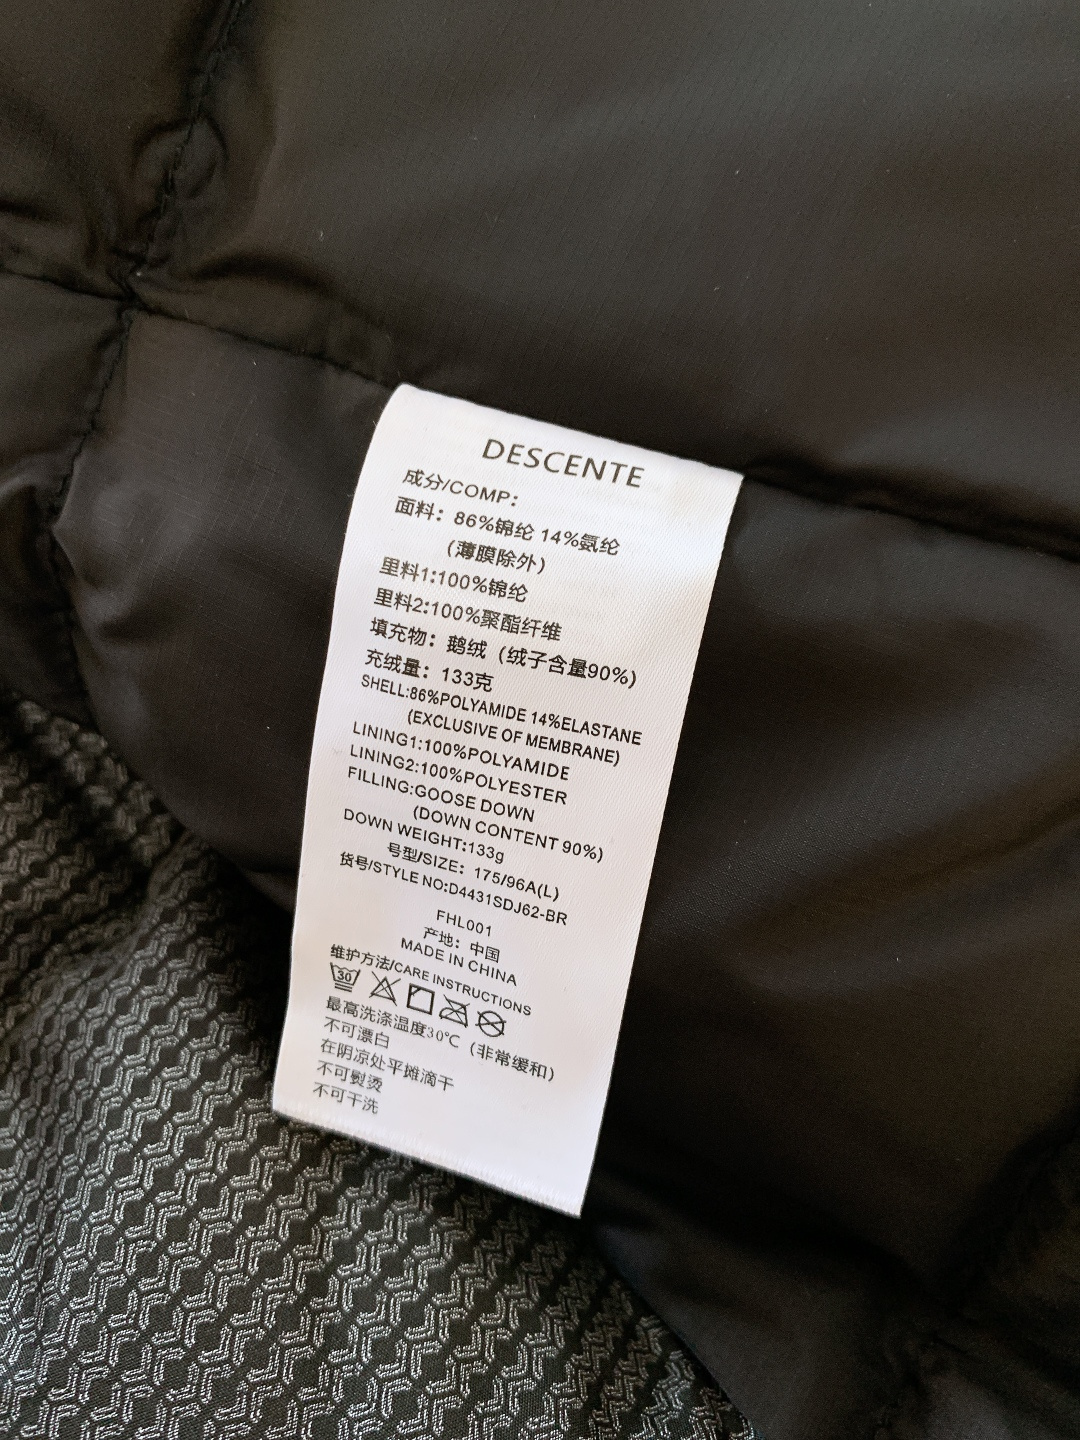 DESCENTE
成分/COMP：
面料：86%锦纶 14%氨纶
（薄膜除外）
里料1:100%锦纶
里料2:100%聚酯纤维
填充物：鹅绒（绒子含量90%）
充绒量：133克
SHELL:86%POLYAMIDE 14%ELASTANE
(EXCLUSIVE OF MEMBRANE)
LINING1:100%POLYAMIDE
LINING2:100%POLYESTER
FILLING:GOOSE DOWN
(DOWN CONTENT 90%)
DOWN WEIGHT:133g
号型/SIZE：175/96A(L)
货号/STYLE NO:D4431SDJ62-BR
FHL001
产地：中国
MADE IN CHINA
维护方法/CARE INSTRUCTIONS
30
最高洗涤温度30℃（非常缓和）
不可漂白
在阴凉处平摊滴干
不可熨烫
不可干洗